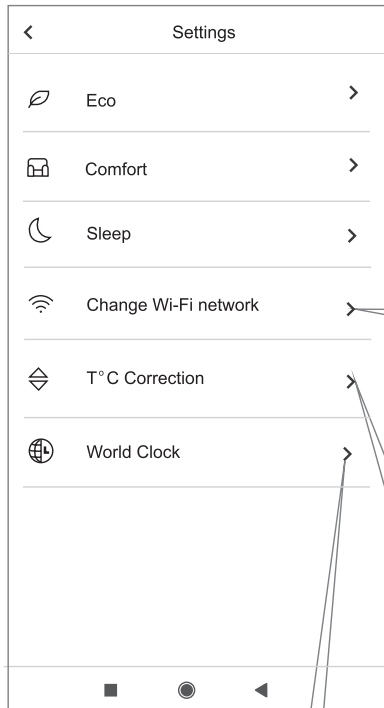 Settings
Eco
Comfort
Sleep
Change Wi-Fi network
T°C Correction
World Clock